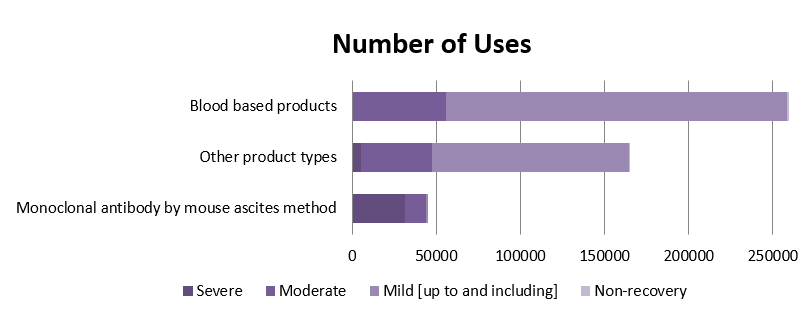 Number of Uses
Blood based products
Other product types
Monoclonal antibody by mouse ascites method
0 50000 100000 150000 200000 250000
Severe Moderate Mild [up to and including] Non-recovery